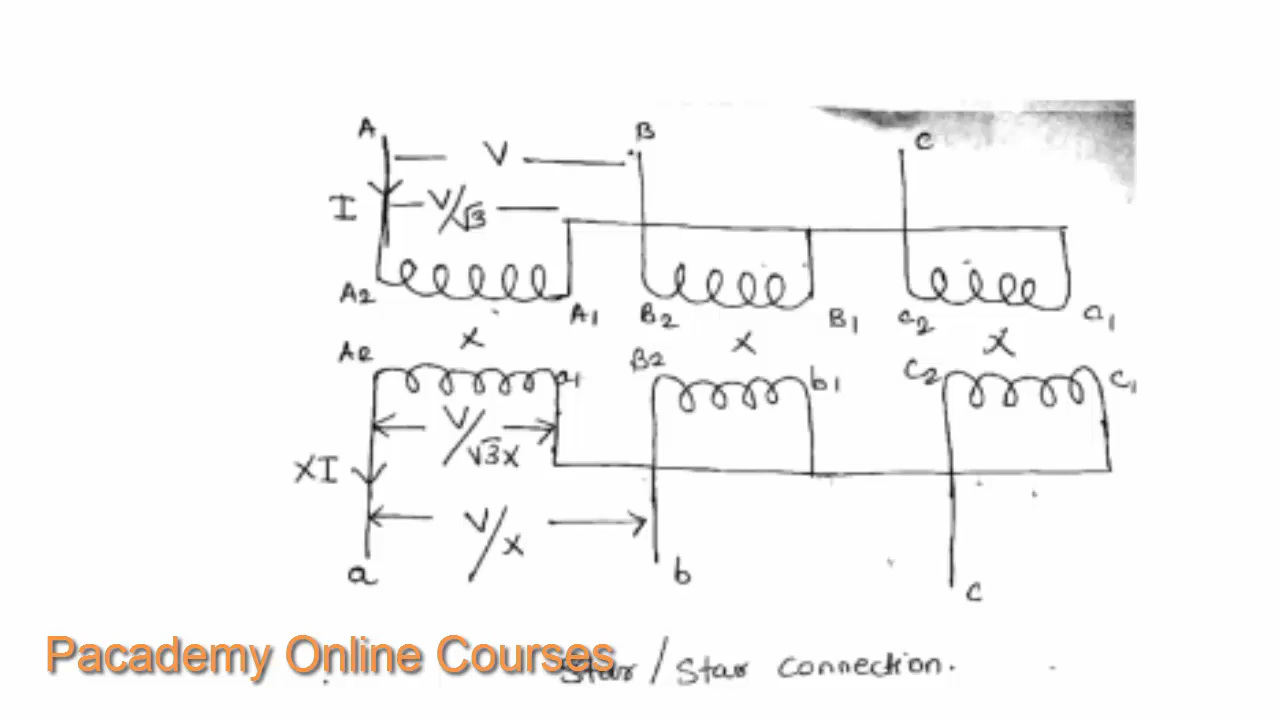 A B C
V
I V/√3
A2 A1 B2 B1 C2 C1
x x x
A2 a1 B2 b1 C2 C1
V/√3x
xI
V/x
a b c
Pacademy Online Courses
Star / Star connection.